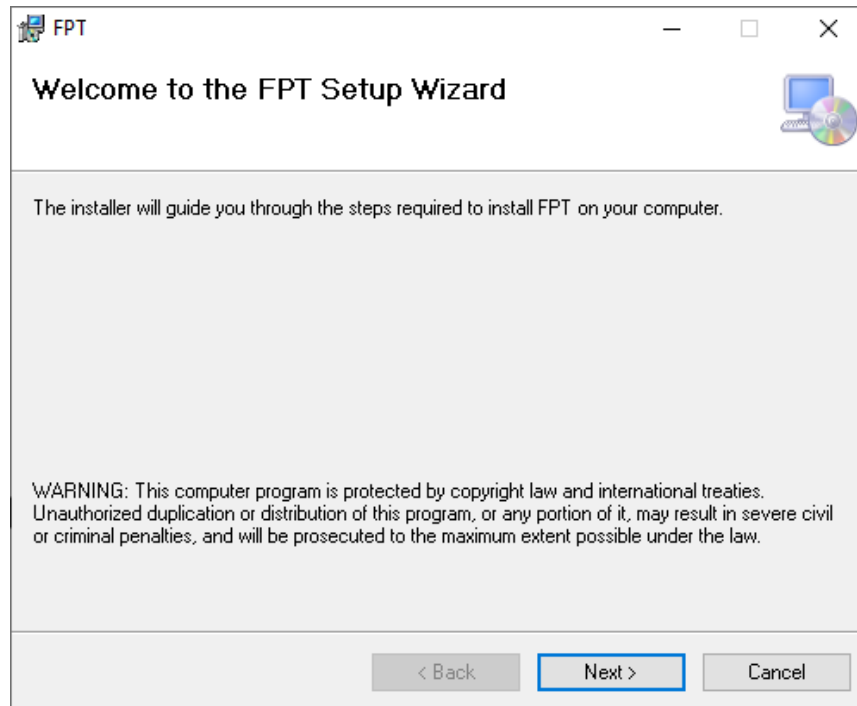 FPT
Welcome to the FPT Setup Wizard
The installer will guide you through the steps required to install FPT on your computer.
WARNING: This computer program is protected by copyright law and international treaties.
Unauthorized duplication or distribution of this program, or any portion of it, may result in severe civil
or criminal penalties, and will be prosecuted to the maximum extent possible under the law.
< Back Next > Cancel